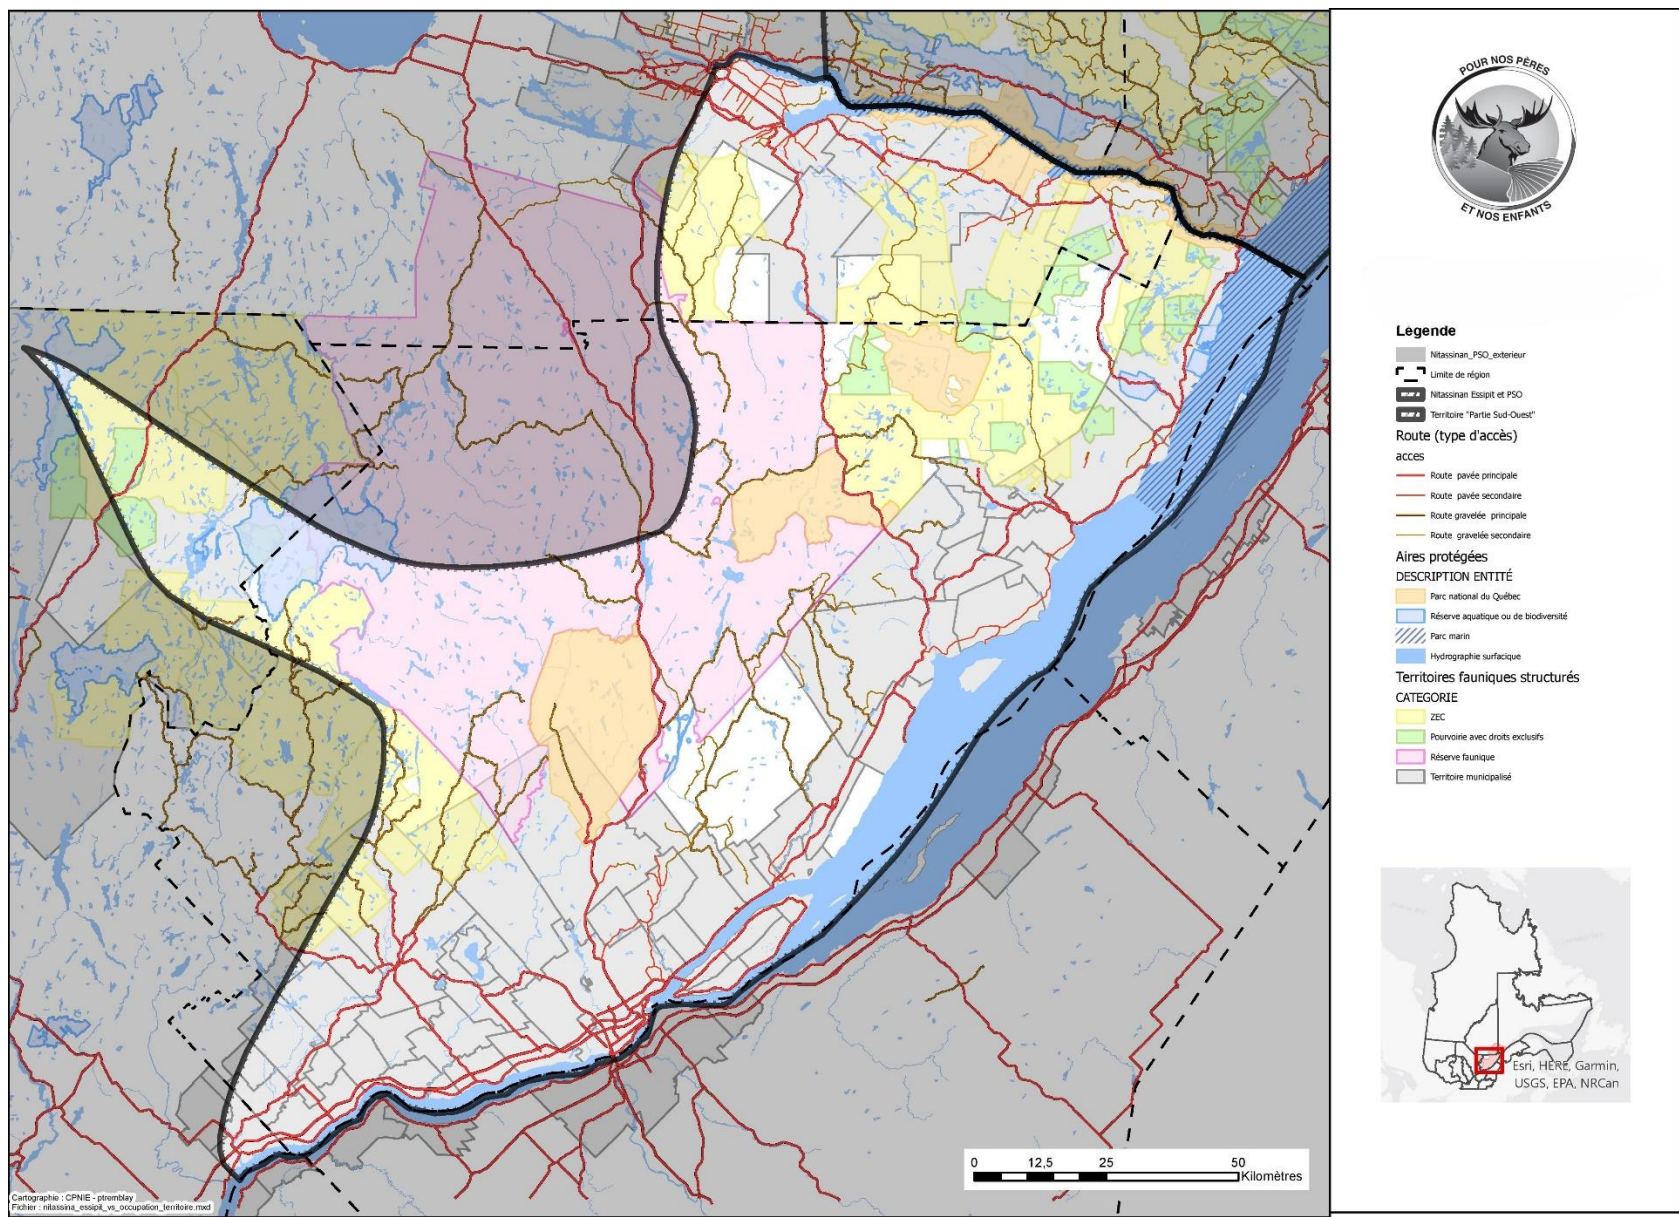 POUR NOS PÈRES
ET NOS ENFANTS
Légende
Nitassinan_PSO_exterieur
Limite de région
Nitassinan Essipit et PSO
Territoire "Partie Sud-Ouest"
Route (type d'accès)
acces
Route pavée principale
Route pavée secondaire
Route gravelée principale
Route gravelée secondaire
Aires protégées
DESCRIPTION ENTITÉ
Parc national du Québec
Réserve aquatique ou de biodiversité
Parc marin
Hydrographie surfacique
Territoires fauniques structurés
CATEGORIE
ZEC
Pourvoirie avec droits exclusifs
Réserve faunique
Territoire municipalisé
Esri, HERE, Garmin,
USGS, EPA, NRCan
0 12,5 25 50
Kilomètres
Cartographie : CPNIE - ptremblay
Fichier : nitassina_essipit_vs_occupation_territoire.mxd